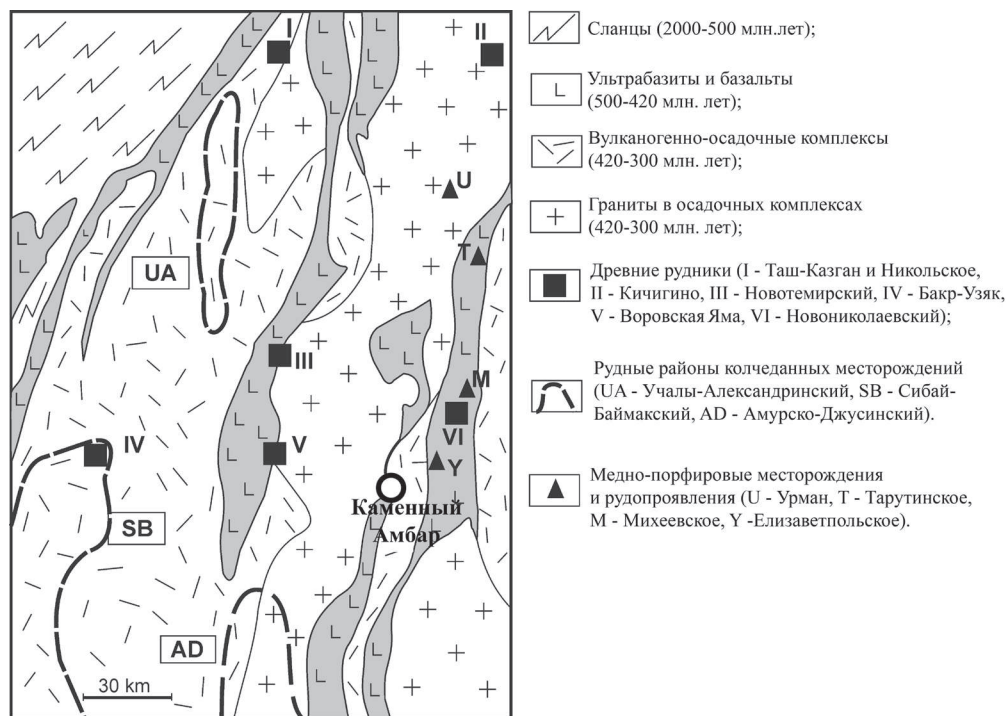 I
II
U
T
UA
III
M
IV
V
VI
Y
Каменный
Амбар
SB
AD
30 km
Сланцы (2000-500 млн.лет);
Ультрабазиты и базальты
(500-420 млн. лет);
Вулканогенно-осадочные комплексы
(420-300 млн. лет);
Граниты в осадочных комплексах
(420-300 млн. лет);
Древние рудники (I - Таш-Казган и Никольское,
II - Кичигино, III - Новотемирский, IV - Бакр-Узяк,
V - Воровская Яма, VI - Новониколаевский);
Рудные районы колчеданных месторождений
(UA - Учалы-Александринский, SB - Сибай-
Баймакский, AD - Амурско-Джусинский).
Медно-порфировые месторождения
и рудопроявления (U - Урман, T - Тарутинское,
M - Михеевское, Y -Елизаветпольское).